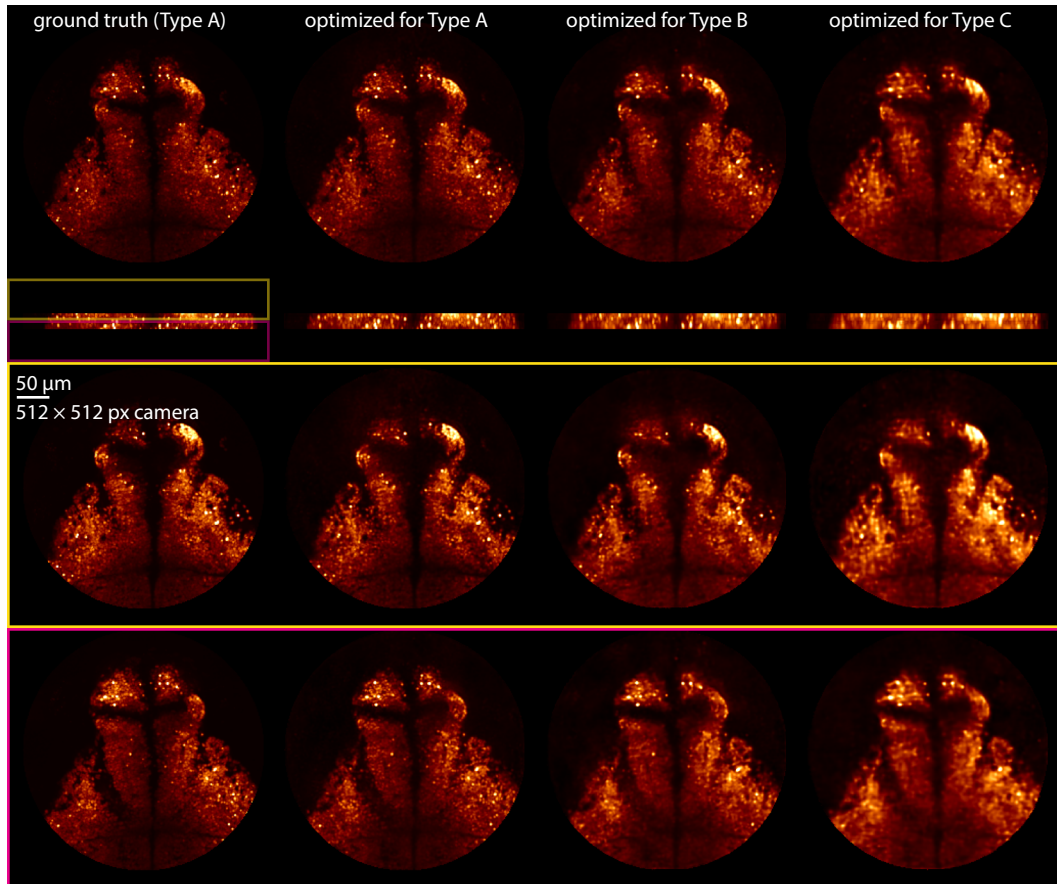 ground truth (Type A)
optimized for Type A
optimized for Type B
optimized for Type C
50 μm
512 × 512 px camera